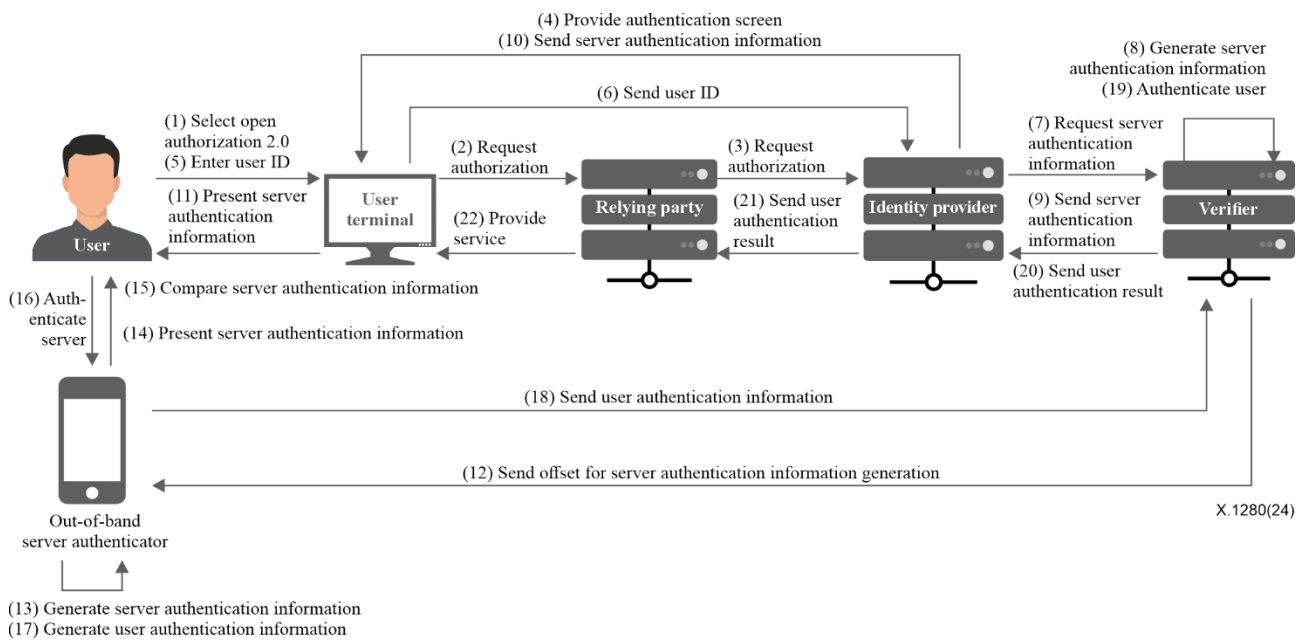 (4) Provide authentication screen
(10) Send server authentication information
(8) Generate server
authentication information
(19) Authenticate user
(6) Send user ID
(1) Select open
authorization 2.0
(5) Enter user ID
(2) Request
authorization
(3) Request
authorization
(7) Request server
authentication
information
(11) Present server
authentication
information
User
terminal
(22) Provide
service
Relying party
(21) Send user
authentication
result
Identity provider
(9) Send server
authentication
information
Verifier
User
(20) Send user
authentication result
(15) Compare server authentication information
(16) Auth-
enticate
server
(14) Present server authentication information
(18) Send user authentication information
(12) Send offset for server authentication information generation
X.1280(24)
Out-of-band
server authenticator
(13) Generate server authentication information
(17) Generate user authentication information